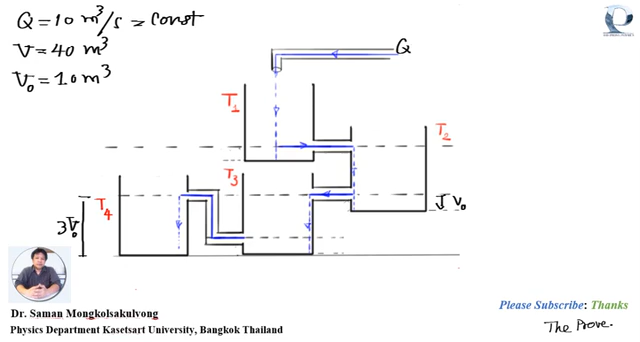 Q = 10 m³/s = const
V = 40 m³
V₀ = 10 m³
Q
T₁
T₂
T₃
T₄
V₀
3V₀
Dr. Saman Mongkolsakulvong
Physics Department Kasetsart University, Bangkok Thailand
Please Subscribe: Thanks
The Prove.